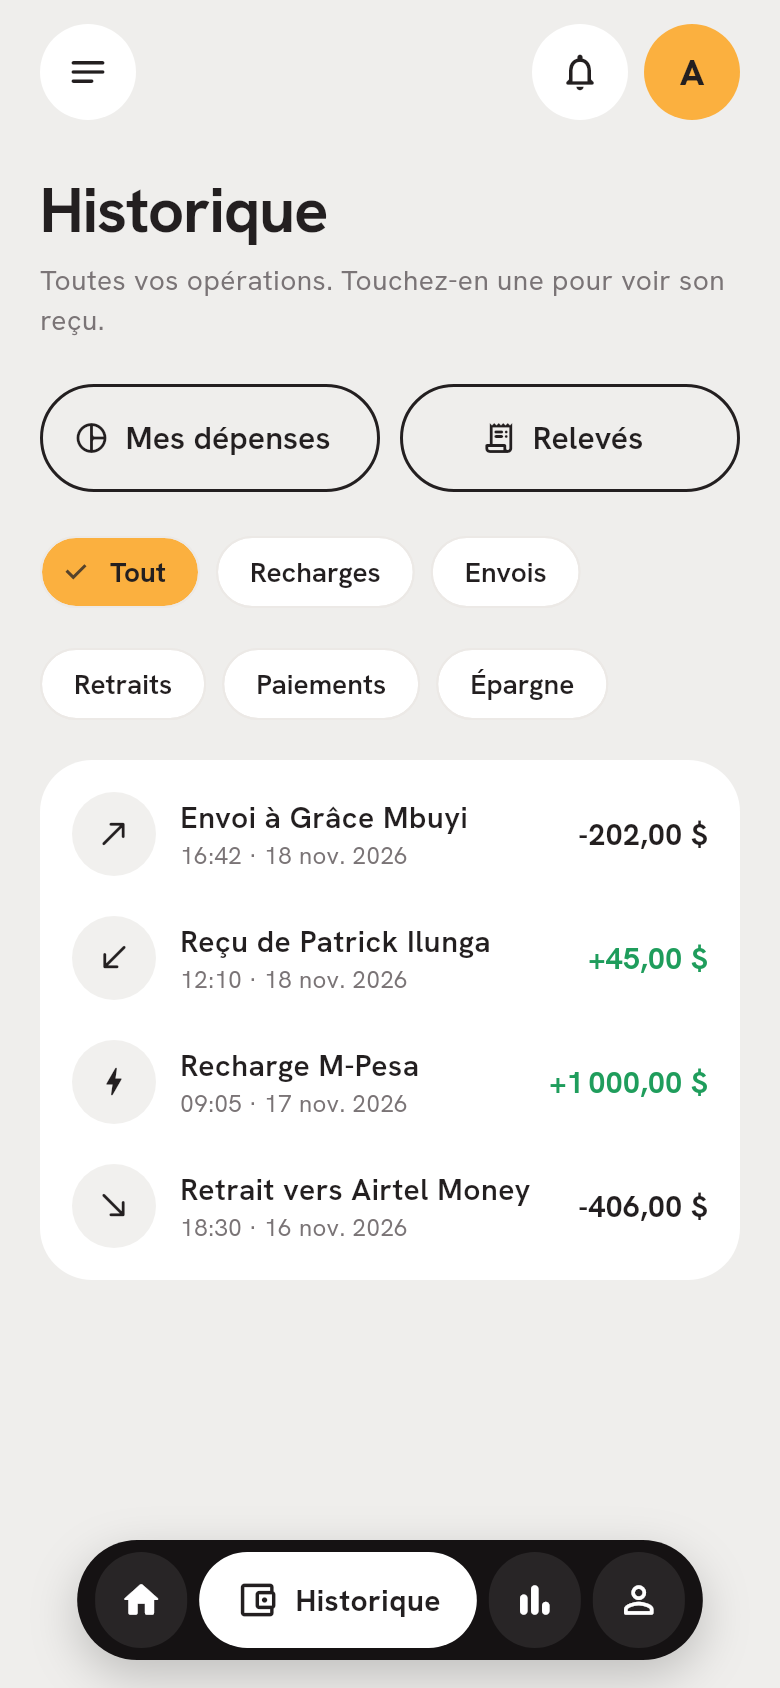 A
Historique
Toutes vos opérations. Touchez-en une pour voir son
reçu.
Mes dépenses
Relevés
Tout
Recharges
Envois
Retraits
Paiements
Épargne
Envoi à Grâce Mbuyi
-202,00 $
16:42 · 18 nov. 2026
Reçu de Patrick Ilunga
+45,00 $
12:10 · 18 nov. 2026
Recharge M-Pesa
+1 000,00 $
09:05 · 17 nov. 2026
Retrait vers Airtel Money
-406,00 $
18:30 · 16 nov. 2026
Historique